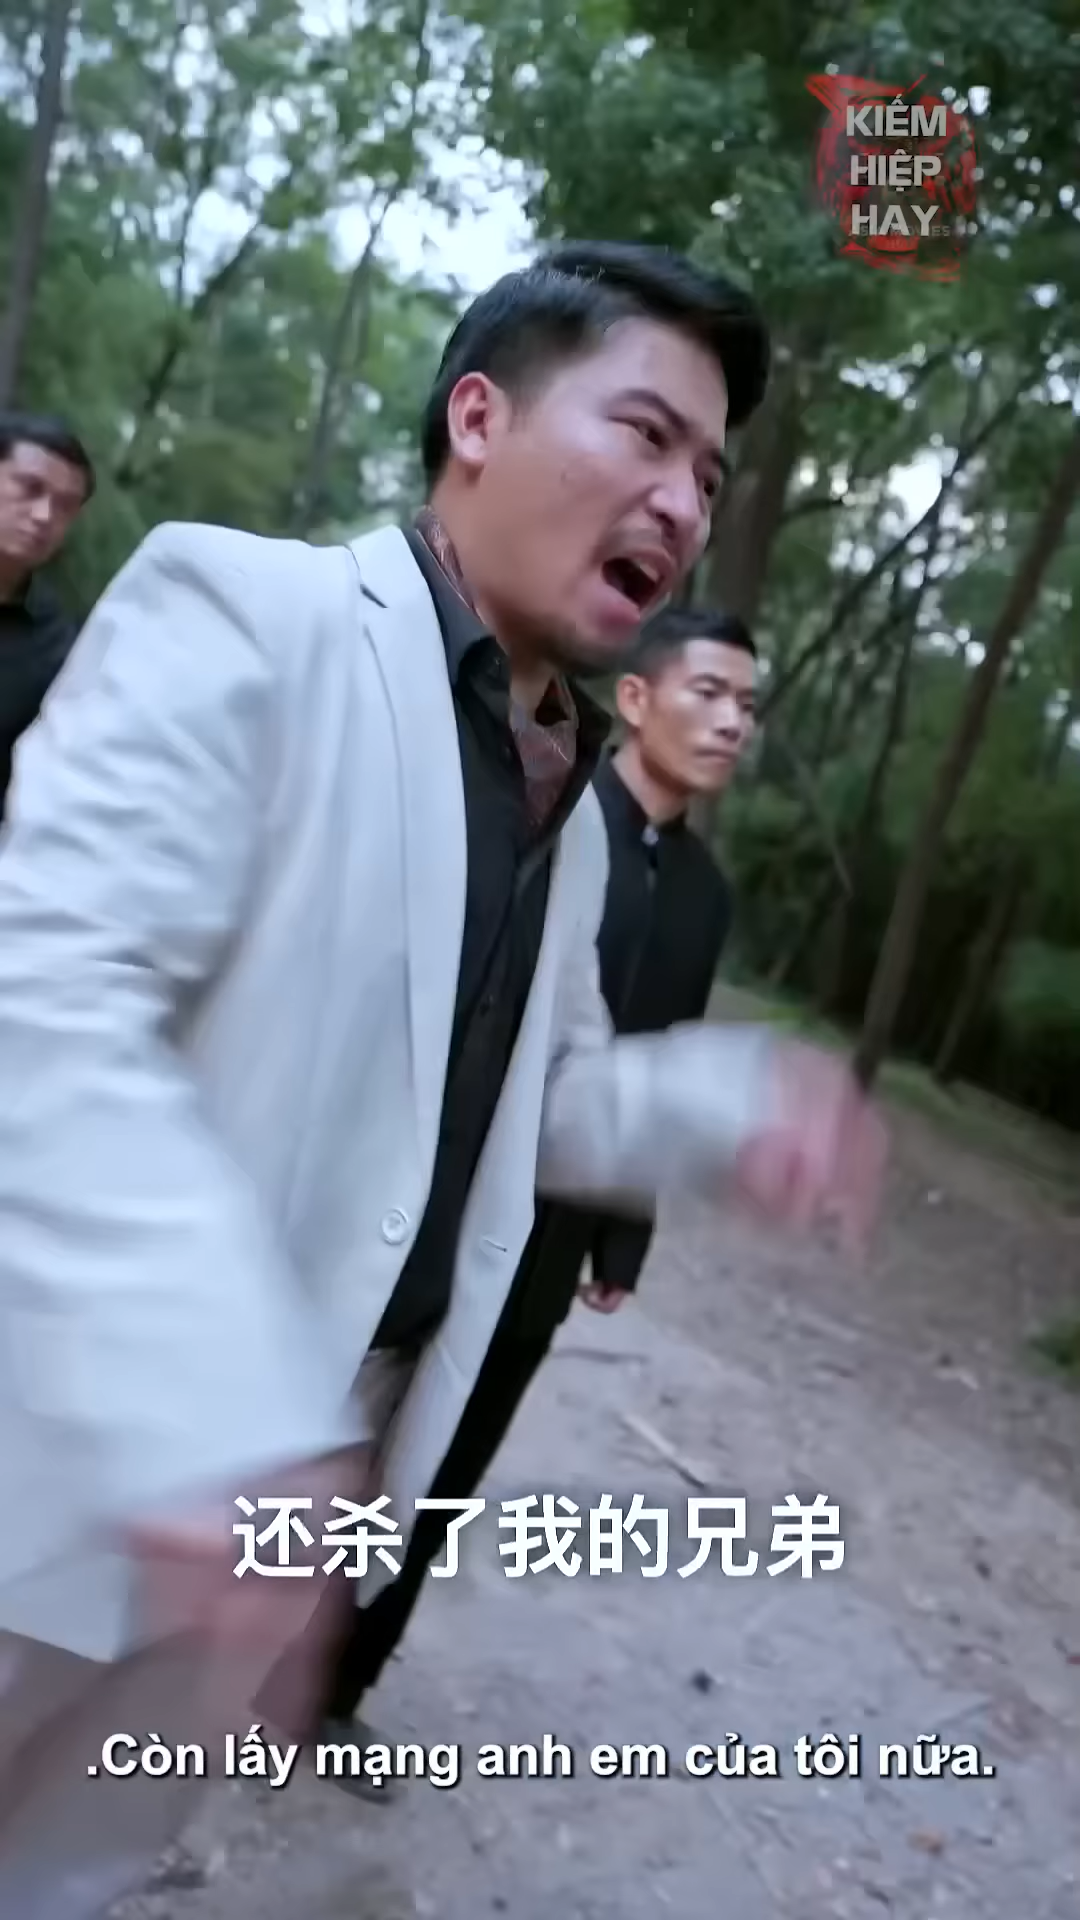 KIẾM
HIỆP
HAY
还杀了我的兄弟
.Còn lấy mạng anh em của tôi nữa.